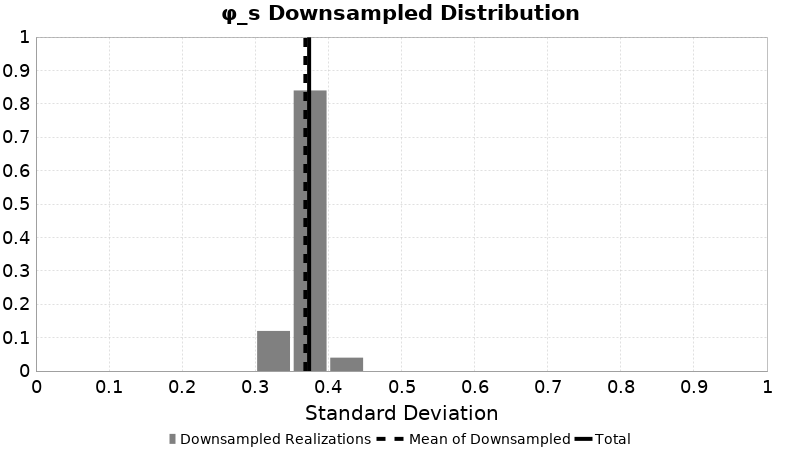 φ_s Downsampled Distribution
1
0.9
0.8
0.7
0.6
0.5
0.4
0.3
0.2
0.1
0
0 0.1 0.2 0.3 0.4 0.5 0.6 0.7 0.8 0.9 1
Standard Deviation
Downsampled Realizations Mean of Downsampled Total